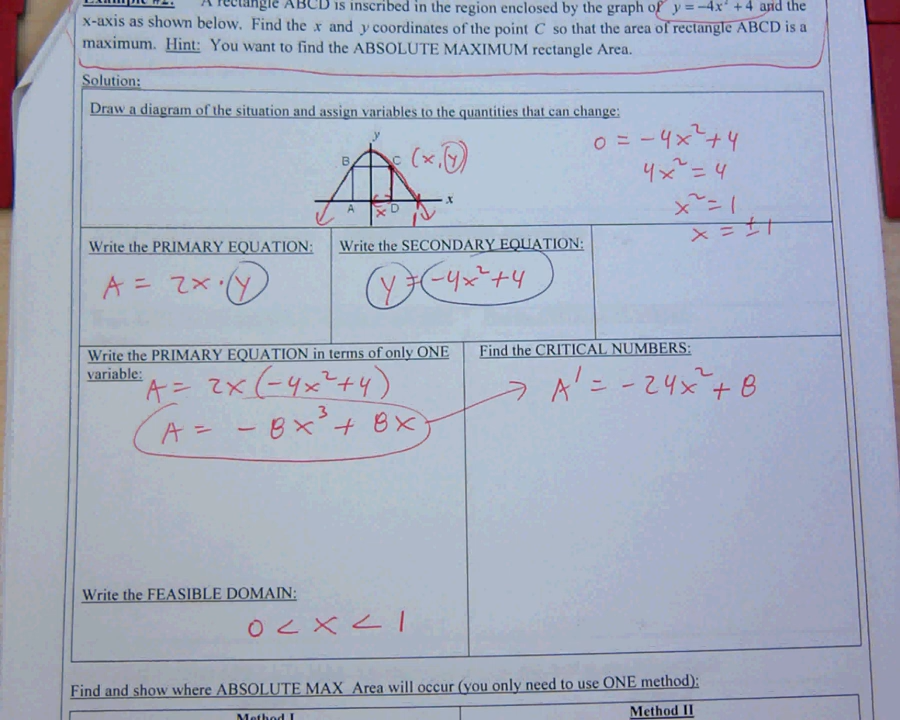 Example #2: A rectangle ABCD is inscribed in the region enclosed by the graph of y = -4x² + 4 and the
x-axis as shown below. Find the x and y coordinates of the point C so that the area of rectangle ABCD is a
maximum. Hint: You want to find the ABSOLUTE MAXIMUM rectangle Area.
Solution:
Draw a diagram of the situation and assign variables to the quantities that can change:
y
B C (x, y)
A x D 1 x
0 = -4x² + 4
4x² = 4
x² = 1
x = ±1
Write the PRIMARY EQUATION:
A = 2x · y
Write the SECONDARY EQUATION:
y = -4x² + 4
Write the PRIMARY EQUATION in terms of only ONE
variable:
A = 2x (-4x² + 4)
A = -8x³ + 8x
Find the CRITICAL NUMBERS:
A' = -24x² + 8
Write the FEASIBLE DOMAIN:
0 < x < 1
Find and show where ABSOLUTE MAX Area will occur (you only need to use ONE method):
Method I Method II